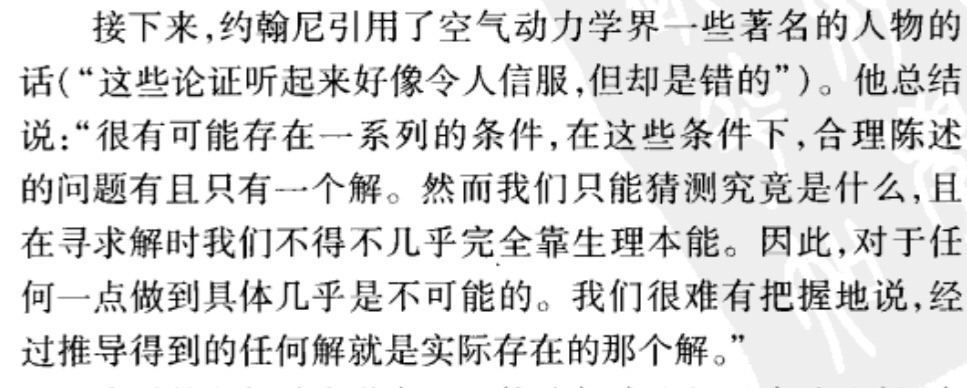 接下来,约翰尼引用了空气动力学界一些著名的人物的
话(“这些论证听起来好像令人信服,但却是错的”)。他总结
说:“很有可能存在一系列的条件,在这些条件下,合理陈述
的问题有且只有一个解。然而我们只能猜测究竟是什么,且
在寻求解时我们不得不几乎完全靠生理本能。因此,对于任
何一点做到具体几乎是不可能的。我们很难有把握地说,经
过推导得到的任何解就是实际存在的那个解。”